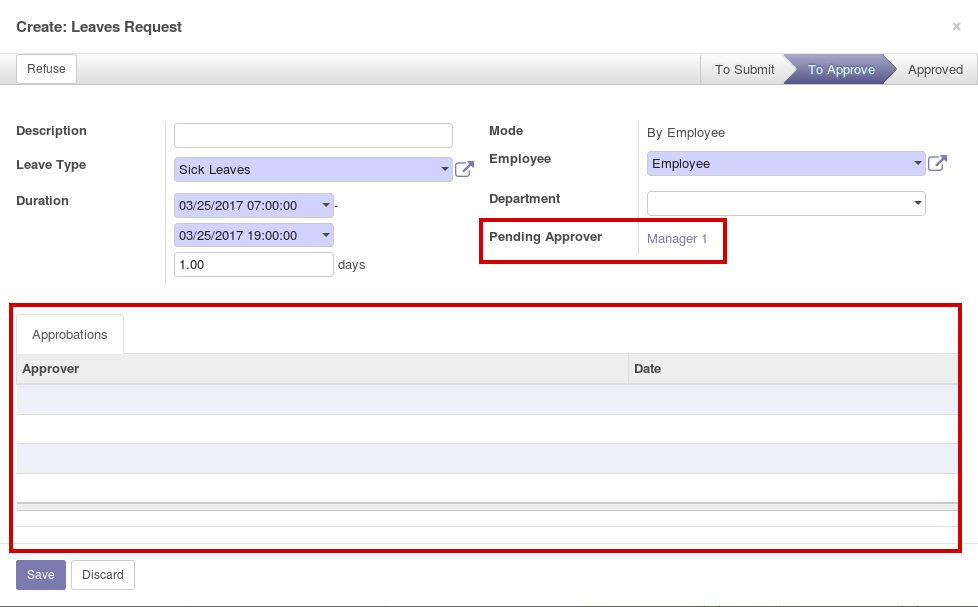 Create: Leaves Request
×
Refuse
To Submit
To Approve
Approved
Description
Leave Type
Sick Leaves
Duration
03/25/2017 07:00:00 -
03/25/2017 19:00:00
1.00 days
Mode
By Employee
Employee
Employee
Department
Pending Approver
Manager 1
Approbations
Approver
Date
Save
Discard